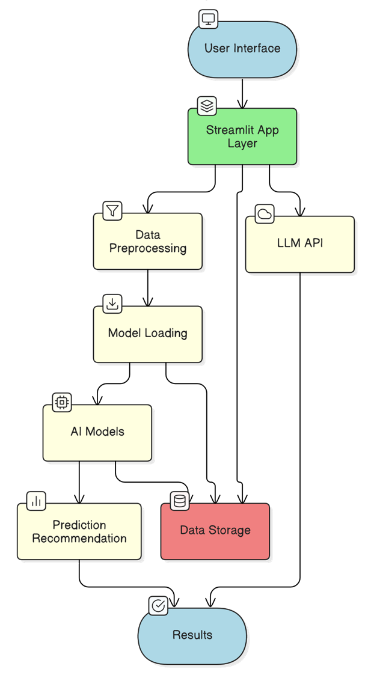 User Interface
Streamlit App
Layer
Data
Preprocessing
LLM API
Model Loading
AI Models
Prediction
Recommendation
Data Storage
Results